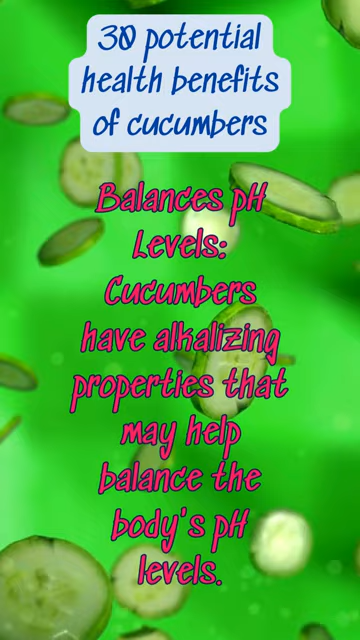 30 potential
health benefits
of cucumbers
Balances pH
Levels:
Cucumbers
have alkalizing
properties that
may help
balance the
body's pH
levels.